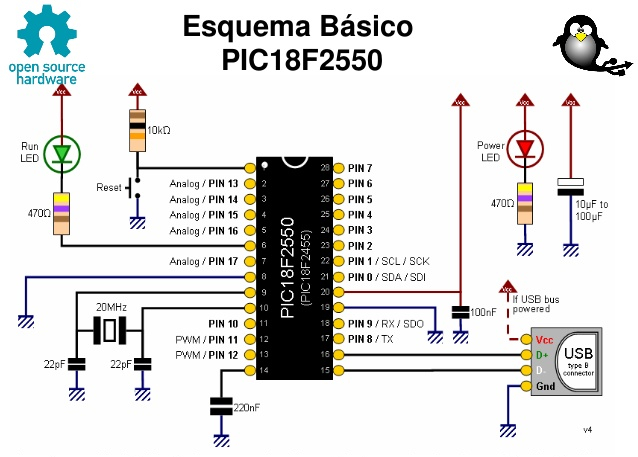 Esquema Básico
PIC18F2550
open source
hardware
Vcc
Vcc
Vcc
Vcc
Vcc
Run
LED
10kΩ
Reset
470Ω
Power
LED
470Ω
10µF to
100µF
Analog / PIN 13
Analog / PIN 14
Analog / PIN 15
Analog / PIN 16
Analog / PIN 17
PIN 10
PWM / PIN 11
PWM / PIN 12
1
2
3
4
5
6
7
8
9
10
11
12
13
14
PIC18F2550
(PIC18F2455)
28
27
26
25
24
23
22
21
20
19
18
17
16
15
PIN 7
PIN 6
PIN 5
PIN 4
PIN 3
PIN 2
PIN 1 / SCL / SCK
PIN 0 / SDA / SDI
PIN 9 / RX / SDO
PIN 8 / TX
20MHz
22pF
22pF
220nF
100nF
Vcc
If USB bus
powered
Vcc
D+
D-
Gnd
USB
type B
connector
v4